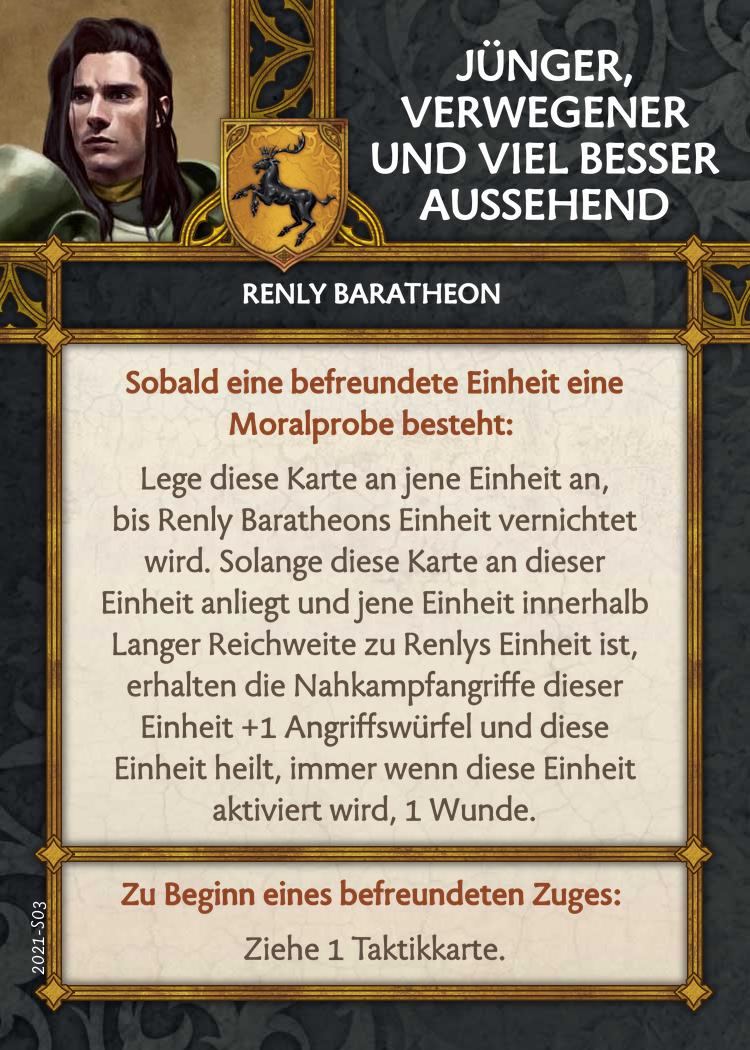 JÜNGER,
VERWEGENER
UND VIEL BESSER
AUSSEHEND
RENLY BARATHEON
Sobald eine befreundete Einheit eine
Moralprobe besteht:
Lege diese Karte an jene Einheit an,
bis Renly Baratheons Einheit vernichtet
wird. Solange diese Karte an dieser
Einheit anliegt und jene Einheit innerhalb
Langer Reichweite zu Renlys Einheit ist,
erhalten die Nahkampfangriffe dieser
Einheit +1 Angriffswürfel und diese
Einheit heilt, immer wenn diese Einheit
aktiviert wird, 1 Wunde.
Zu Beginn eines befreundeten Zuges:
Ziehe 1 Taktikkarte.
2021-S03